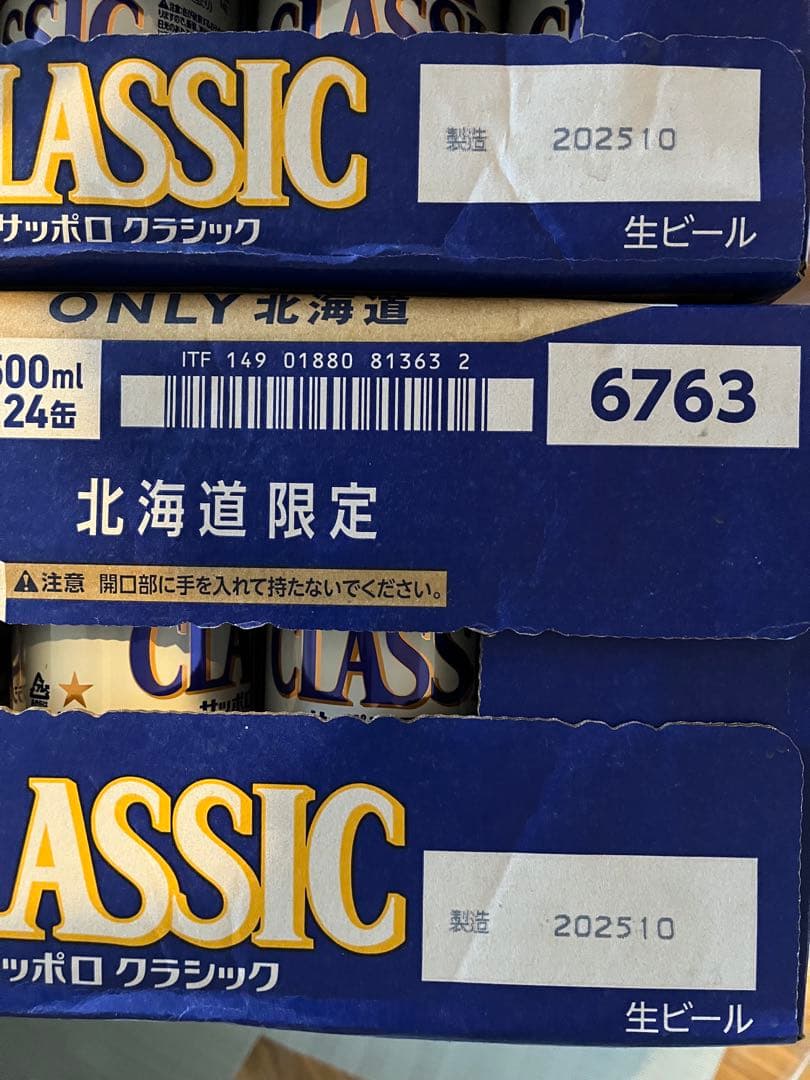 CLASSIC
LASSIC
製造 202510
サッポロ クラシック
生ビール
ONLY 北海道
500ml
24缶
ITF 149 01880 81363 2
6763
北海道 限定
注意 開口部に手を入れて持たないでください。
CLA
CLASS
ASSIC
製造 202510
ッポロ クラシック
生ビール